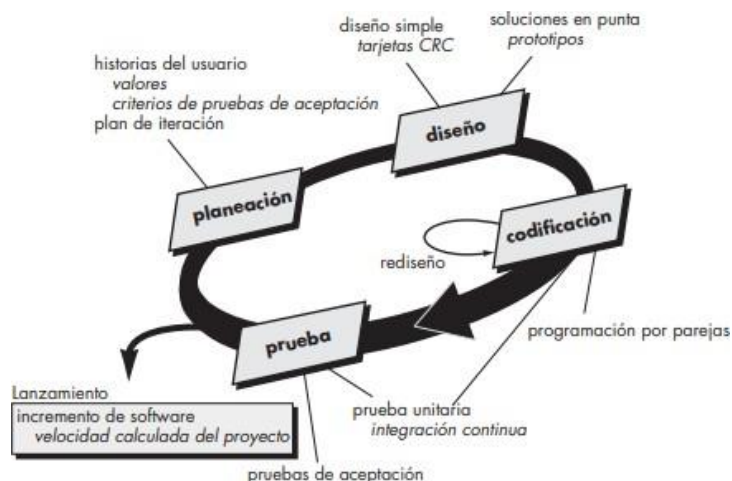 diseño simple
tarjetas CRC
soluciones en punta
prototipos
historias del usuario
valores
criterios de pruebas de aceptación
plan de iteración
diseño
planeación
codificación
rediseño
programación por parejas
prueba
prueba unitaria
integración continua
Lanzamiento
incremento de software
velocidad calculada del proyecto
pruebas de aceptación